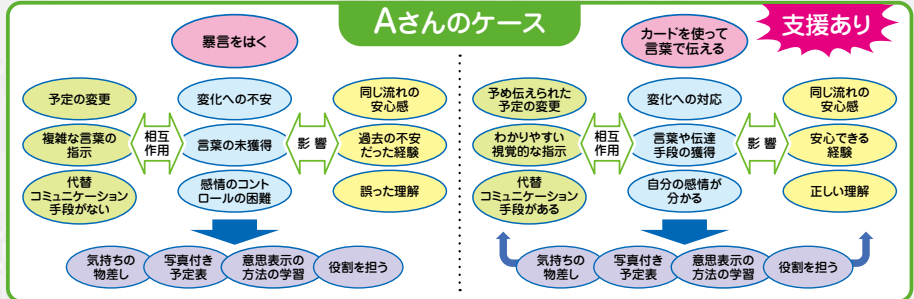 Aさんのケース
暴言をはく
予定の変更
複雑な言葉の
指示
代替
コミュニケーション
手段がない
相互
作用
変化への不安
言葉の未獲得
感情のコント
ロールの困難
影響
同じ流れの
安心感
過去の不安
だった経験
誤った理解
気持ちの
物差し
写真付き
予定表
意思表示の
方法の学習
役割を担う
支援あり
カードを使って
言葉で伝える
予め伝えられた
予定の変更
わかりやすい
視覚的な指示
代替
コミュニケーション
手段がある
相互
作用
変化への対応
言葉や伝達
手段の獲得
自分の感情が
分かる
影響
同じ流れの
安心感
安心できる
経験
正しい理解
気持ちの
物差し
写真付き
予定表
意思表示の
方法の学習
役割を担う